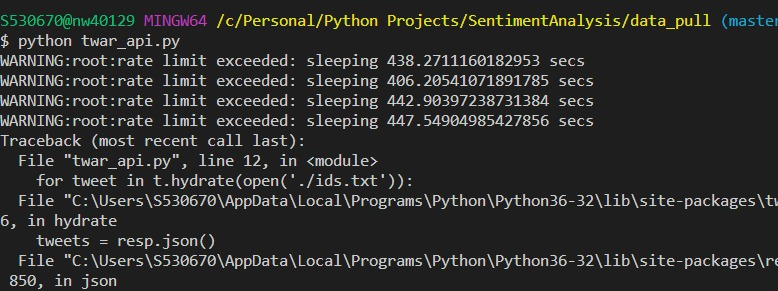 S530670@nw40129 MINGW64 /c/Personal/Python Projects/SentimentAnalysis/data_pull (master
$ python twar_api.py
WARNING:root:rate limit exceeded: sleeping 438.2711160182953 secs
WARNING:root:rate limit exceeded: sleeping 406.20541071891785 secs
WARNING:root:rate limit exceeded: sleeping 442.90397238731384 secs
WARNING:root:rate limit exceeded: sleeping 447.54904985427856 secs
Traceback (most recent call last):
  File "twar_api.py", line 12, in <module>
    for tweet in t.hydrate(open('./ids.txt')):
  File "C:\Users\S530670\AppData\Local\Programs\Python\Python36-32\lib\site-packages\tw
6, in hydrate
    tweets = resp.json()
  File "C:\Users\S530670\AppData\Local\Programs\Python\Python36-32\lib\site-packages\re
 850, in json